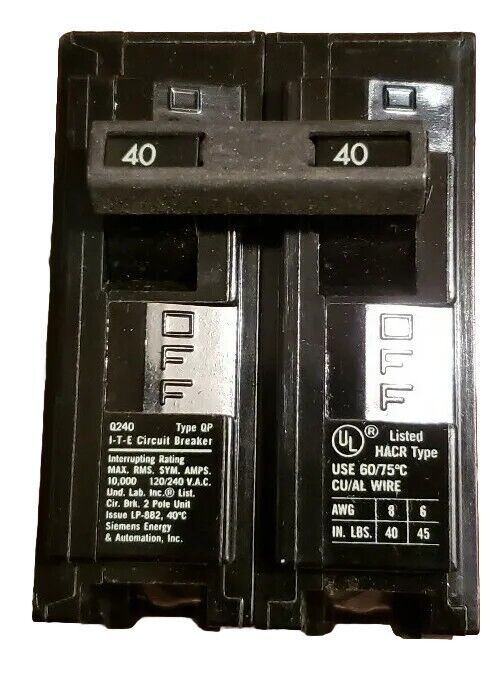 40
40
OFF
OFF
Q240 Type QP
I-T-E Circuit Breaker
Interrupting Rating
MAX. RMS. SYM. AMPS.
10,000 120/240 V.A.C.
Und. Lab. Inc.® List.
Cir. Brk. 2 Pole Unit
Issue LP-882, 40°C
Siemens Energy
& Automation, Inc.
UL® Listed
HACR Type
USE 60/75°C
CU/AL WIRE
AWG 8 6
IN. LBS. 40 45